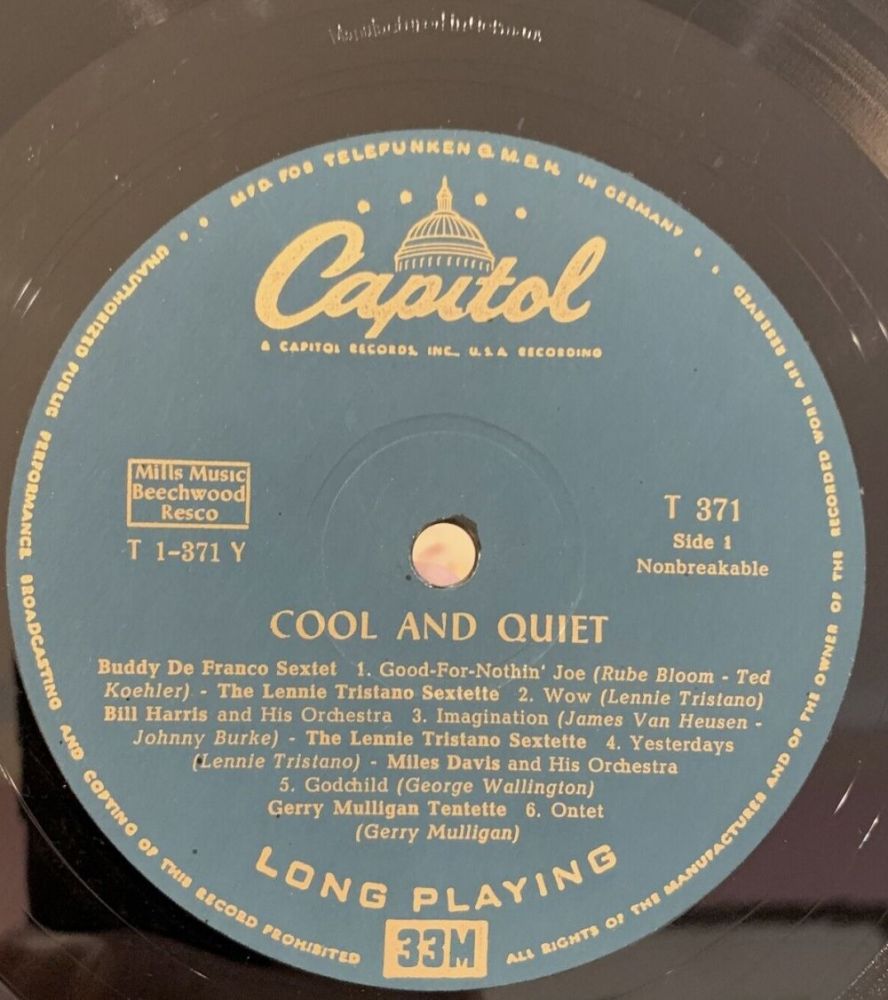 MFD. FOR TELEFUNKEN G.M.B.H. IN GERMANY
Capitol
A CAPITOL RECORDS, INC., U.S.A. RECORDING
Mills Music
Beechwood
Resco
T 1-371 Y
T 371
Side 1
Nonbreakable
COOL AND QUIET
Buddy De Franco Sextet 1. Good-For-Nothin' Joe (Rube Bloom - Ted
Koehler) - The Lennie Tristano Sextette 2. Wow (Lennie Tristano)
Bill Harris and His Orchestra 3. Imagination (James Van Heusen -
Johnny Burke) - The Lennie Tristano Sextette 4. Yesterdays
(Lennie Tristano) - Miles Davis and His Orchestra
5. Godchild (George Wallington)
Gerry Mulligan Tentette 6. Ontet
(Gerry Mulligan)
LONG PLAYING
33M
UNAUTHORIZED PUBLIC PERFORMANCE BROADCASTING AND COPYING OF THIS RECORD PROHIBITED
ALL RIGHTS OF THE MANUFACTURER AND OF THE OWNER OF THE RECORDED WORK ARE RESERVED